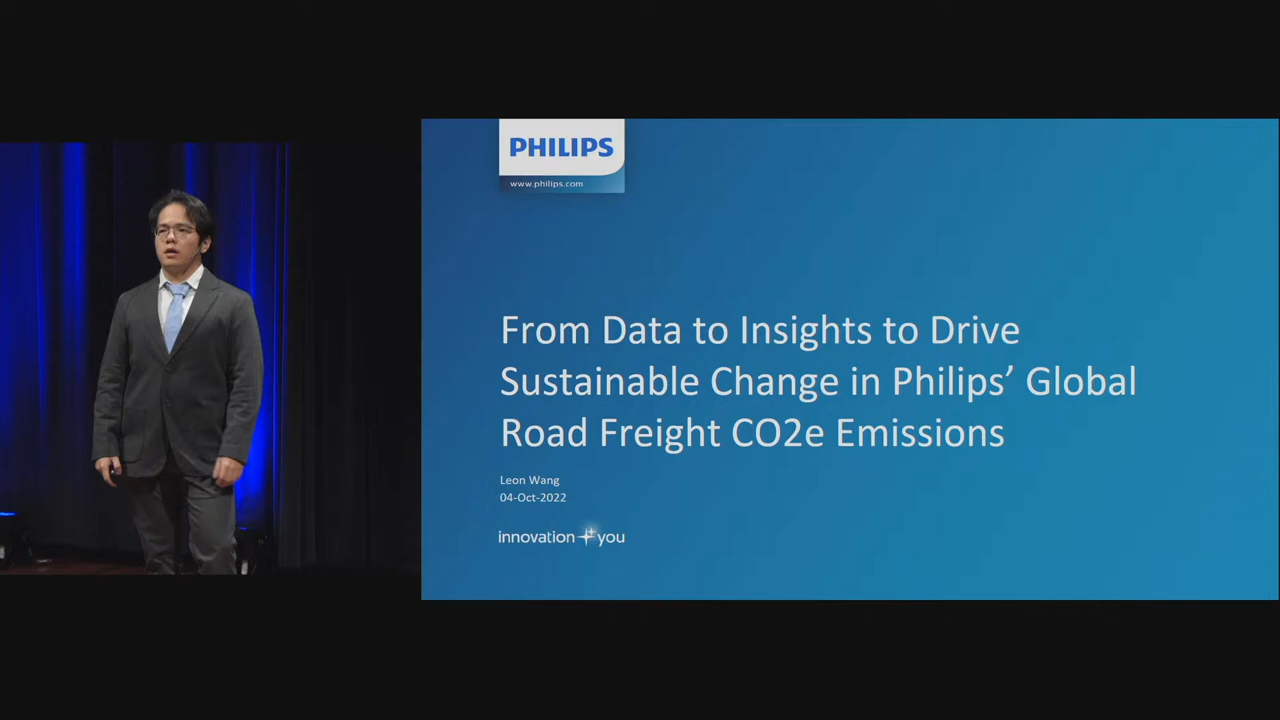 PHILIPS
www.philips.com
From Data to Insights to Drive
Sustainable Change in Philips’ Global
Road Freight CO2e Emissions
Leon Wang
04-Oct-2022
innovation you